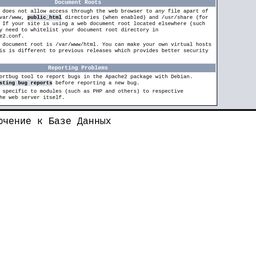 Document Roots
does not allow access through the web browser to any file apart of
var/www, public_html directories (when enabled) and /usr/share (for
If your site is using a web document root located elsewhere (such
y need to whitelist your document root directory in
e2.conf.
document root is /var/www/html. You can make your own virtual hosts
is is different to previous releases which provides better security
Reporting Problems
ortbug tool to report bugs in the Apache2 package with Debian.
sting bug reports before reporting a new bug.
specific to modules (such as PHP and others) to respective
he web server itself.
ючение к Базе Данных